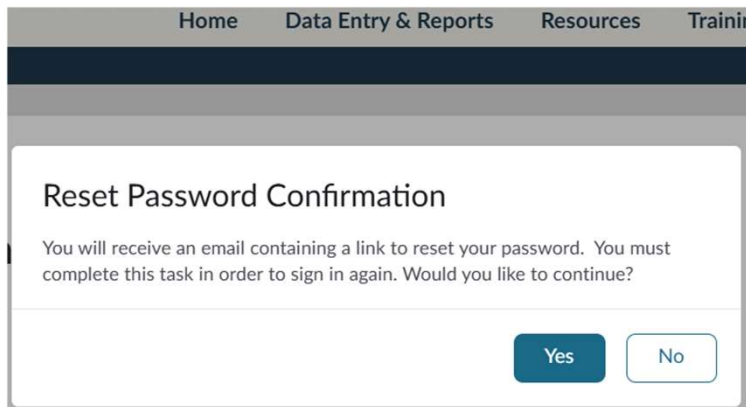 Home Data Entry & Reports Resources
Reset Password Confirmation
You will receive an email containing a link to reset your password. You must
complete this task in order to sign in again. Would you like to continue?
Yes No